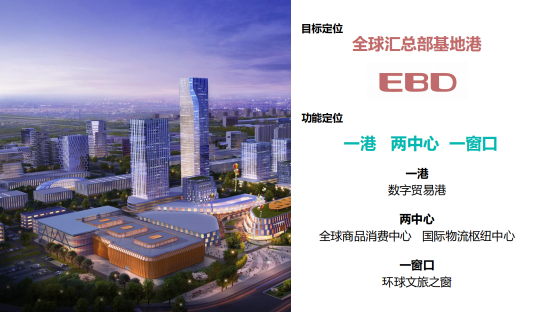 目标定位
全球汇总部基地港
EBD
功能定位
一港 两中心 一窗口
一港
数字贸易港
两中心
全球商品消费中心 国际物流枢纽中心
一窗口
环球文旅之窗